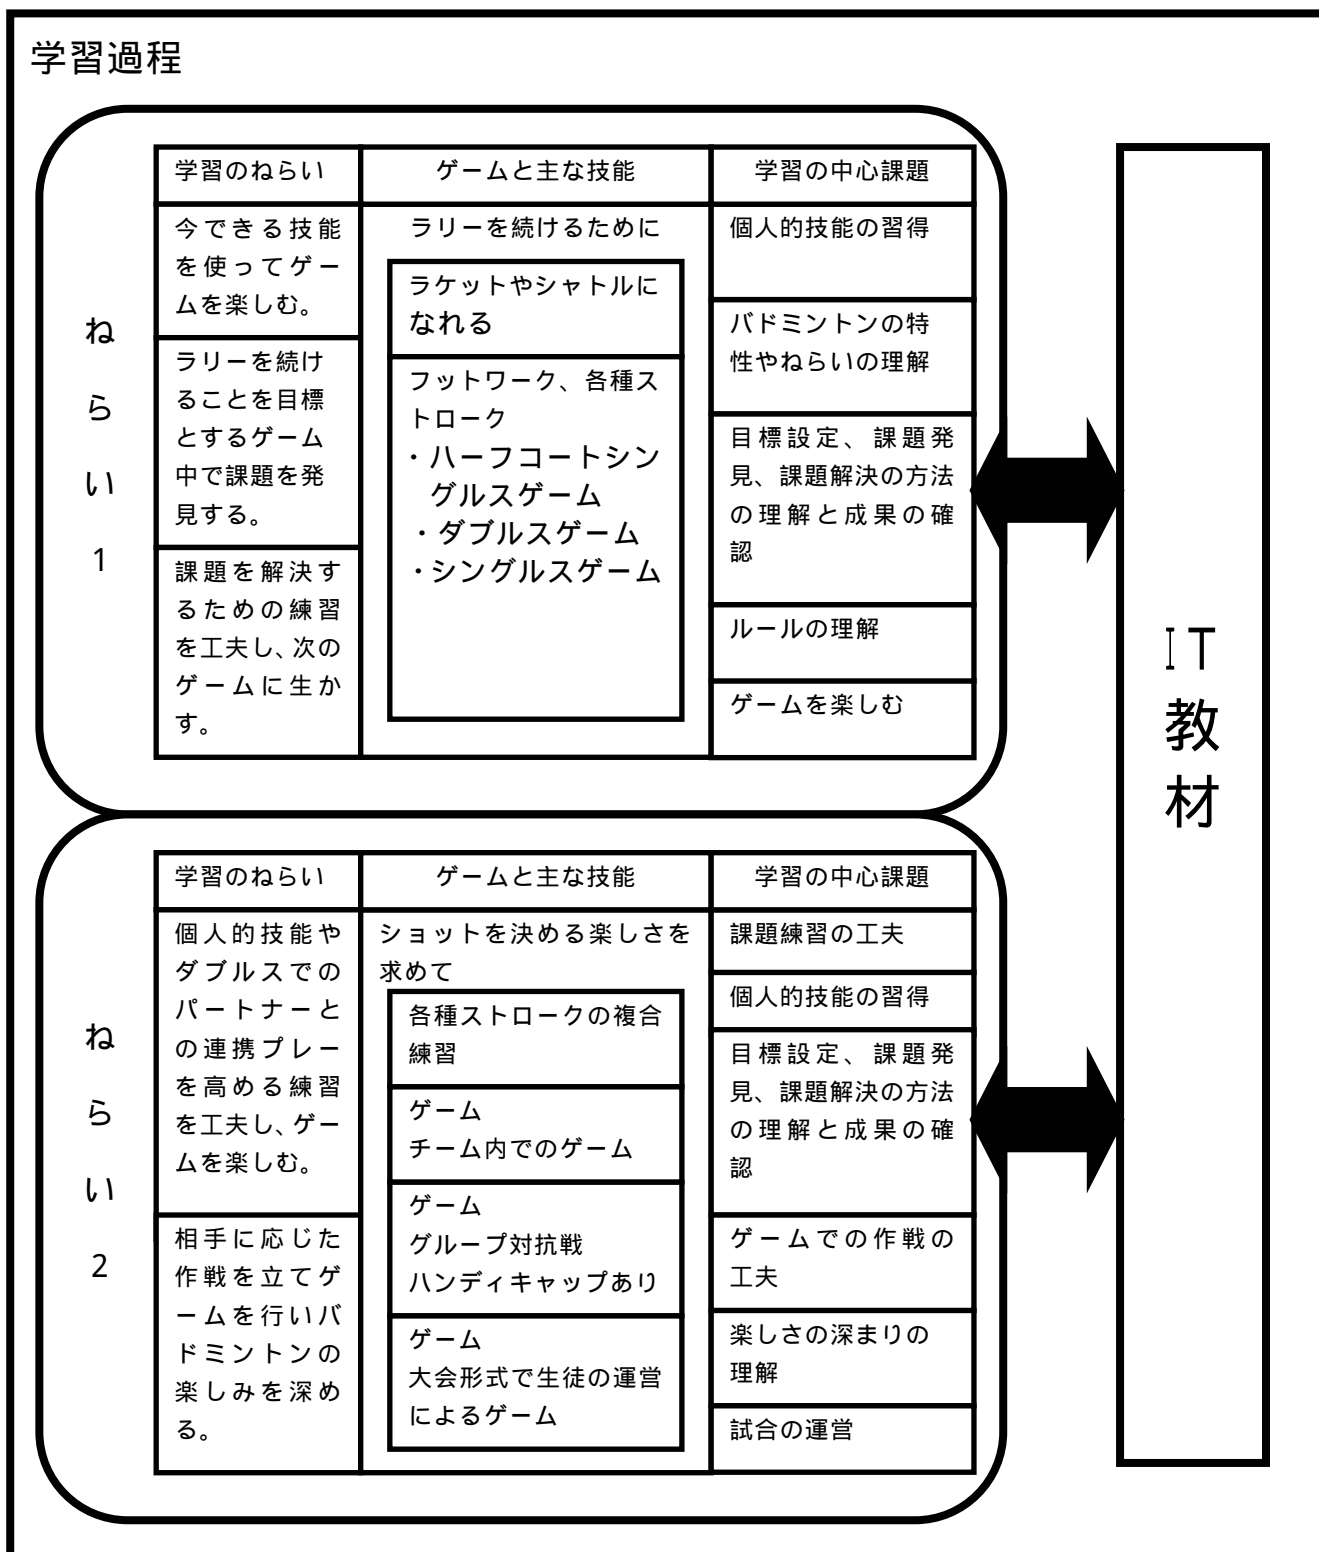 学習過程
ねらい1
学習のねらい
ゲームと主な技能
学習の中心課題
今できる技能
を使ってゲー
ムを楽しむ。
ラリーを続け
ることを目標
とするゲーム
中で課題を発
見する。
課題を解決す
るための練習
を工夫し、次の
ゲームに生か
す。
ラリーを続けるために
ラケットやシャトルに
なれる
フットワーク、各種ス
トローク
・ハーフコートシン
グルスゲーム
・ダブルスゲーム
・シングルスゲーム
個人的技能の習得
バドミントンの特
性やねらいの理解
目標設定、課題発
見、課題解決の方法
の理解と成果の確
認
ルールの理解
ゲームを楽しむ
ねらい2
学習のねらい
ゲームと主な技能
学習の中心課題
個人的技能や
ダブルスでの
パートナーと
の連携プレー
を高める練習
を工夫し、ゲー
ムを楽しむ。
相手に応じた
作戦を立てゲ
ームを行いバ
ドミントンの
楽しみを深め
る。
ショットを決める楽しさを
求めて
各種ストロークの複合
練習
ゲーム
チーム内でのゲーム
ゲーム
グループ対抗戦
ハンディキャップあり
ゲーム
大会形式で生徒の運営
によるゲーム
課題練習の工夫
個人的技能の習得
目標設定、課題発
見、課題解決の方法
の理解と成果の確
認
ゲームでの作戦の
工夫
楽しさの深まりの
理解
試合の運営
IT
教
材